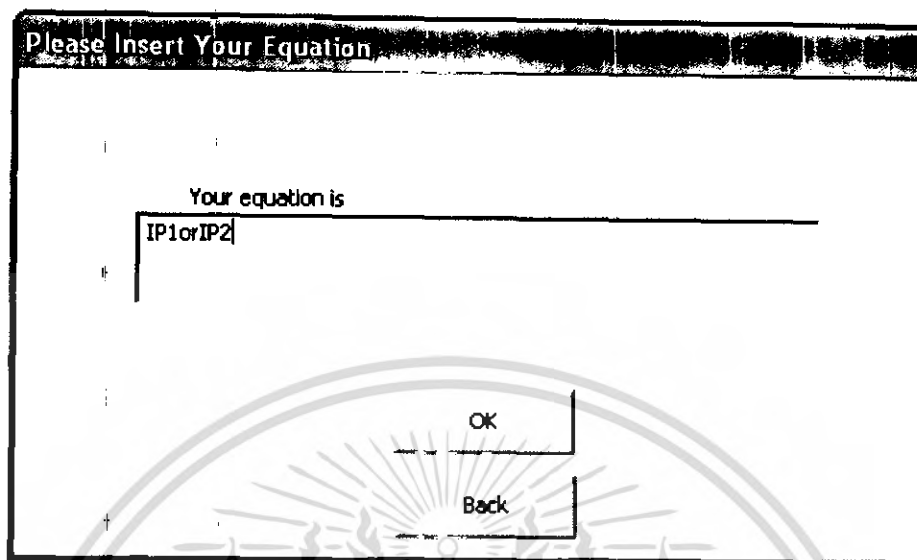 Please Insert Your Equation
Your equation is
IP1orIP2
OK
Back